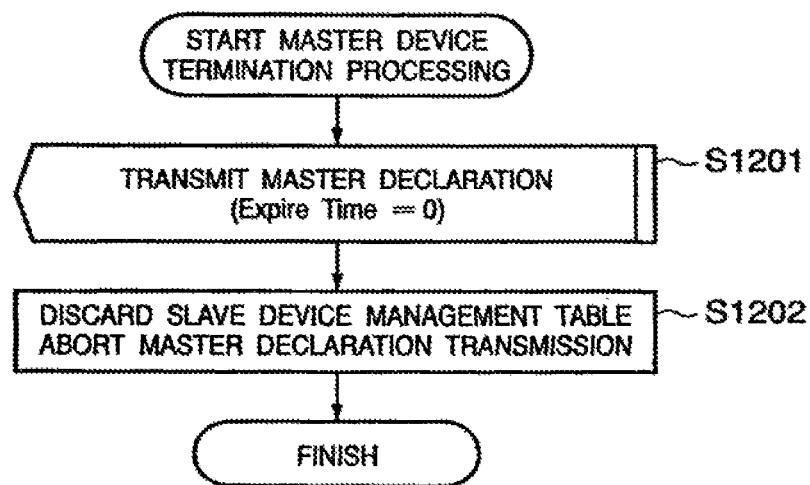 START MASTER DEVICE
TERMINATION PROCESSING
TRANSMIT MASTER DECLARATION
(Expire Time = 0)
S1201
DISCARD SLAVE DEVICE MANAGEMENT TABLE
ABORT MASTER DECLARATION TRANSMISSION
S1202
FINISH